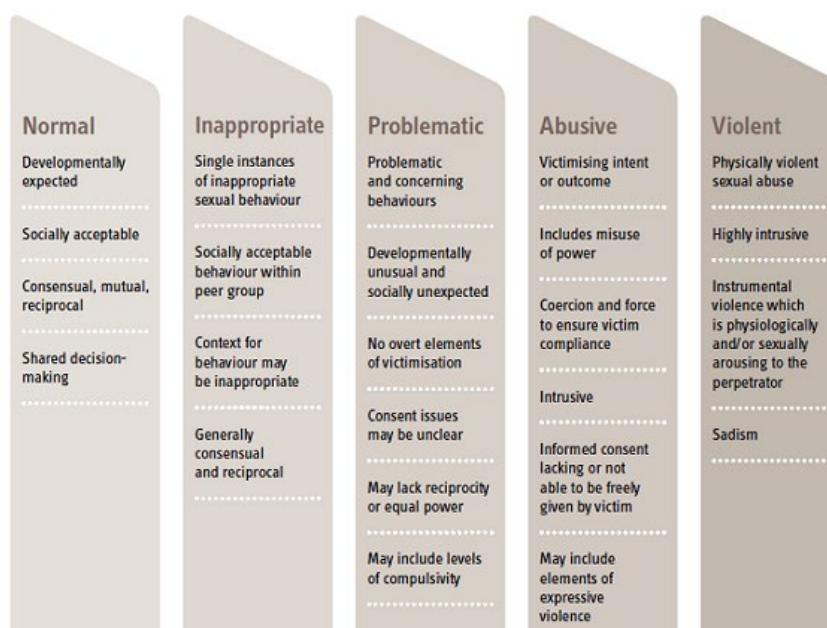 Normal
Developmentally
expected
Socially acceptable
Consensual, mutual,
reciprocal
Shared decision-
making
Inappropriate
Single instances
of inappropriate
sexual behaviour
Socially acceptable
behaviour within
peer group
Context for
behaviour may
be inappropriate
Generally
consensual
and reciprocal
Problematic
Problematic
and concerning
behaviours
Developmentally
unusual and
socially unexpected
No overt elements
of victimisation
Consent issues
may be unclear
May lack reciprocity
or equal power
May include levels
of compulsivity
Abusive
Victimising intent
or outcome
Includes misuse
of power
Coercion and force
to ensure victim
compliance
Intrusive
Informed consent
lacking or not
able to be freely
given by victim
May include
elements of
expressive
violence
Violent
Physically violent
sexual abuse
Highly intrusive
Instrumental
violence which
is physiologically
and/or sexually
arousing to the
perpetrator
Sadism